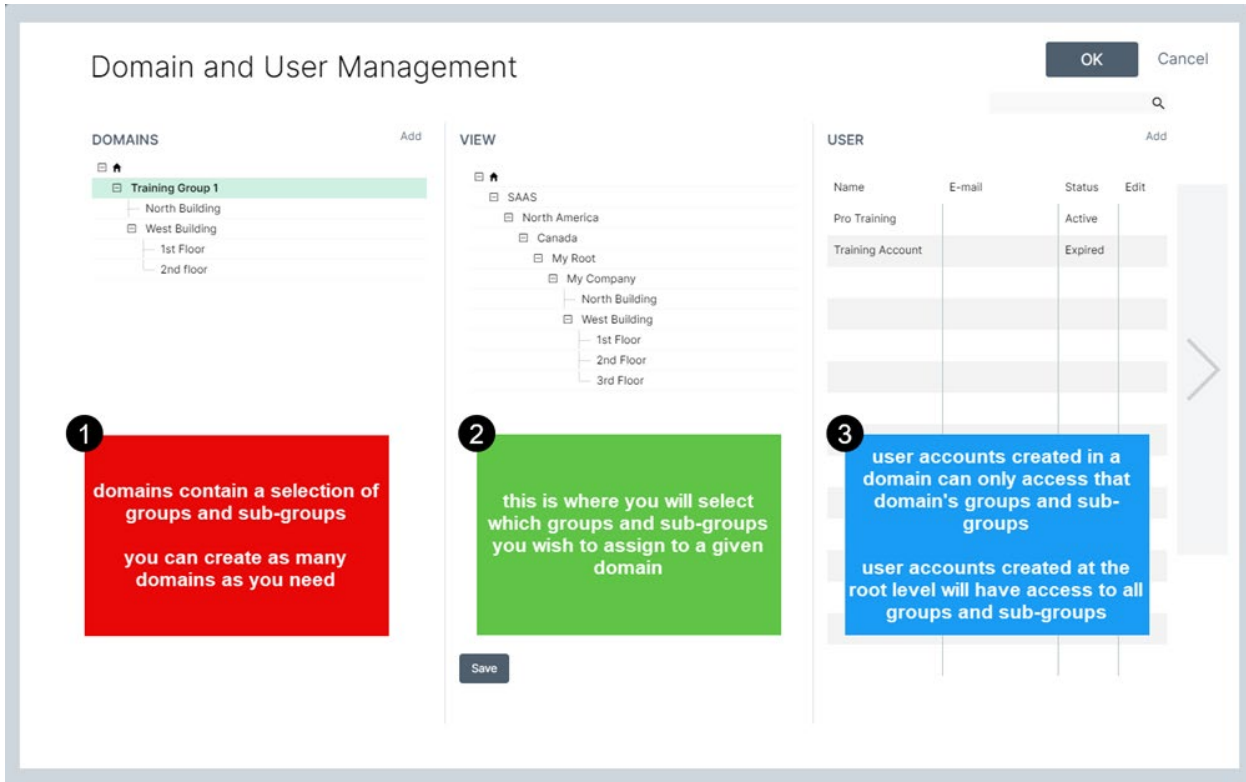 Domain and User Management
OK
Cancel
DOMAINS
Add
Training Group 1
North Building
West Building
1st Floor
2nd floor
VIEW
SAAS
North America
Canada
My Root
My Company
North Building
West Building
1st Floor
2nd Floor
3rd Floor
USER
Add
Name E-mail Status Edit
Pro Training Active
Training Account Expired
1
domains contain a selection of
groups and sub-groups
you can create as many
domains as you need
2
this is where you will select
which groups and sub-groups
you wish to assign to a given
domain
3
user accounts created in a
domain can only access that
domain's groups and sub-
groups
user accounts created at the
root level will have access to all
groups and sub-groups
Save